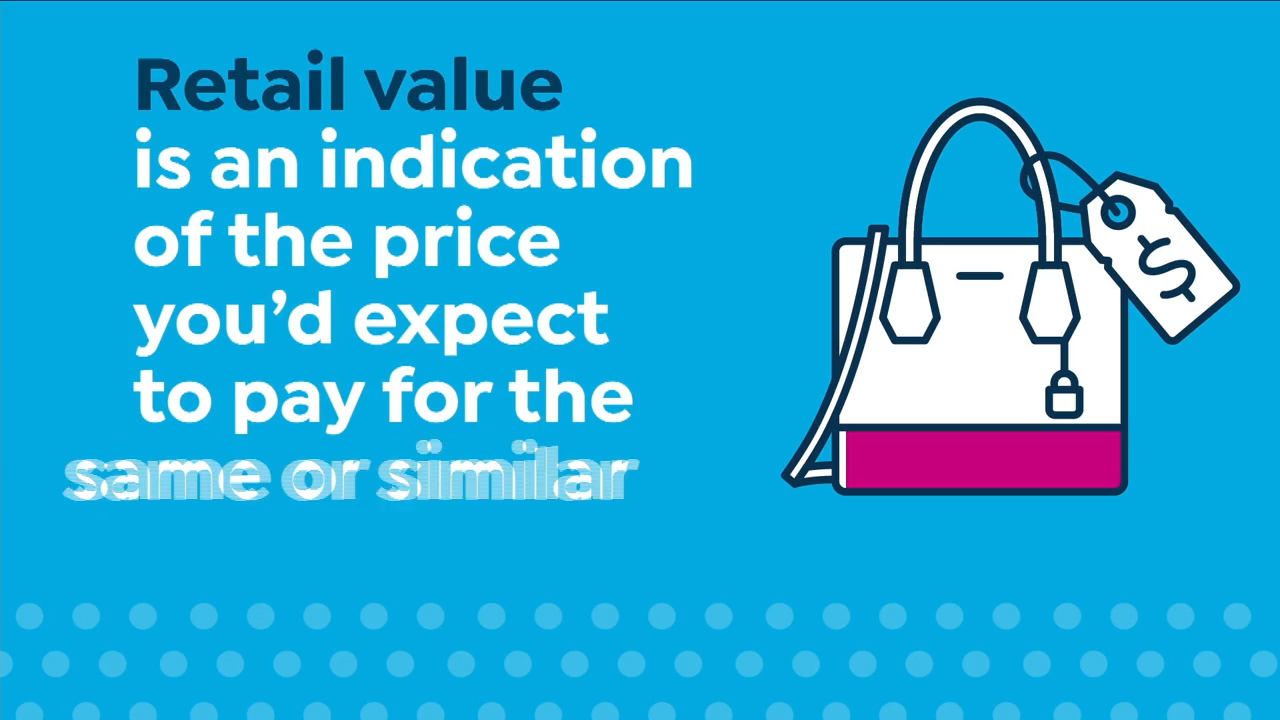 Retail value
is an indication
of the price
you’d expect
to pay for the
same or similar
$